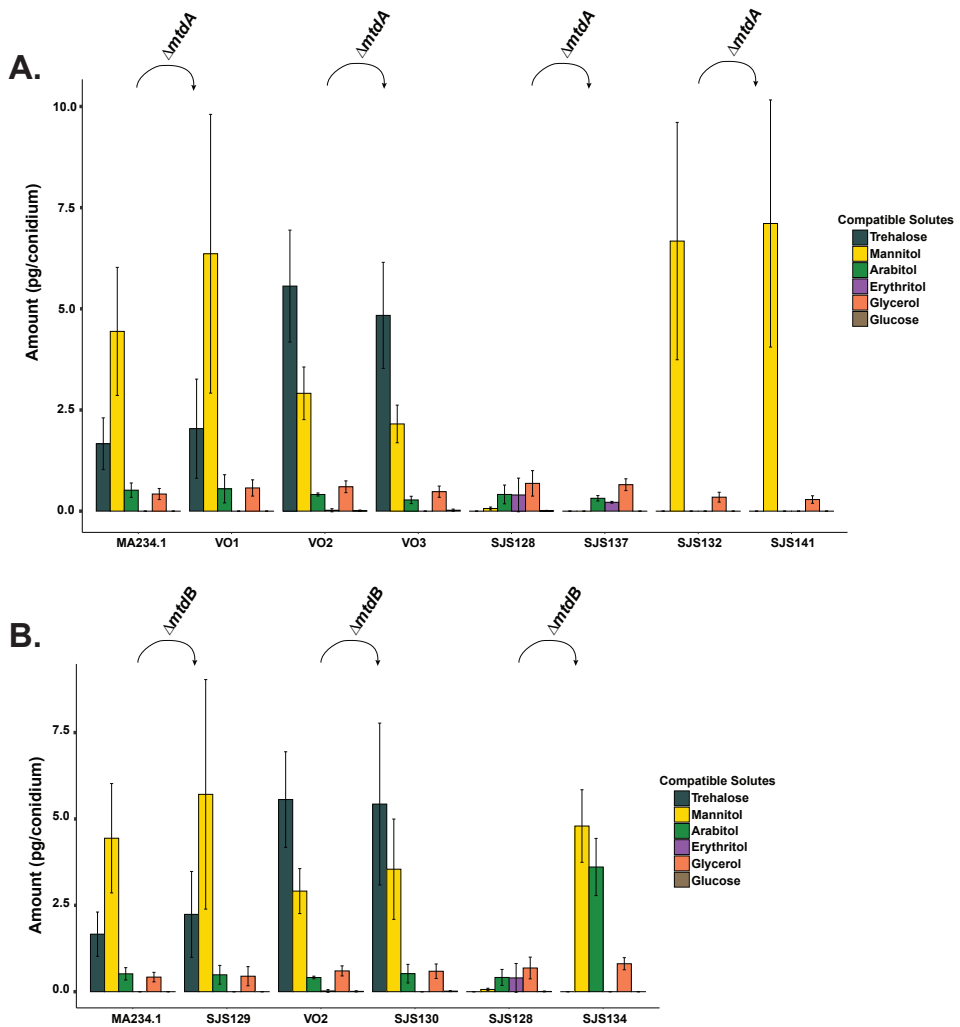 A.
ΔmtdA
ΔmtdA
ΔmtdA
ΔmtdA
Amount (pg/conidium)
10.0
7.5
5.0
2.5
0.0
MA234.1 VO1 VO2 VO3 SJS128 SJS137 SJS132 SJS141
Compatible Solutes
Trehalose
Mannitol
Arabitol
Erythritol
Glycerol
Glucose
B.
ΔmtdB
ΔmtdB
ΔmtdB
Amount (pg/conidium)
7.5
5.0
2.5
0.0
MA234.1 SJS129 VO2 SJS130 SJS128 SJS134
Compatible Solutes
Trehalose
Mannitol
Arabitol
Erythritol
Glycerol
Glucose